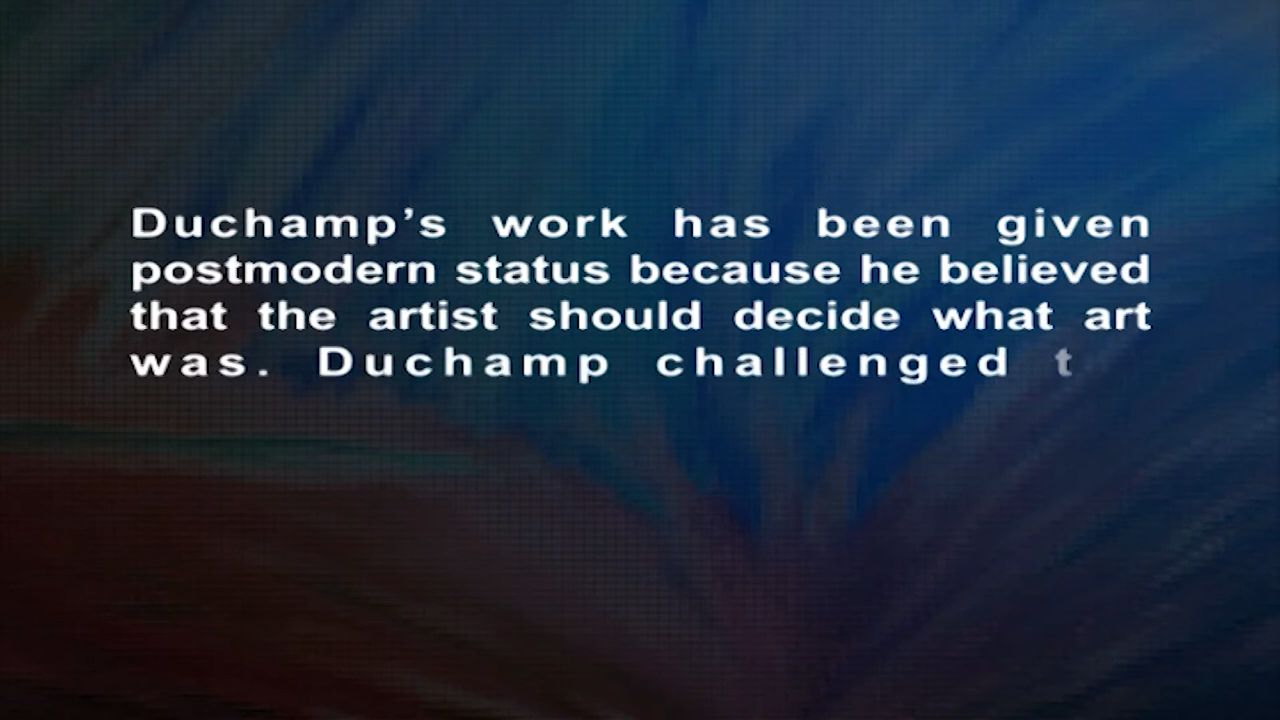 Duchamp’s work has been given
postmodern status because he believed
that the artist should decide what art
was. Duchamp challenged t